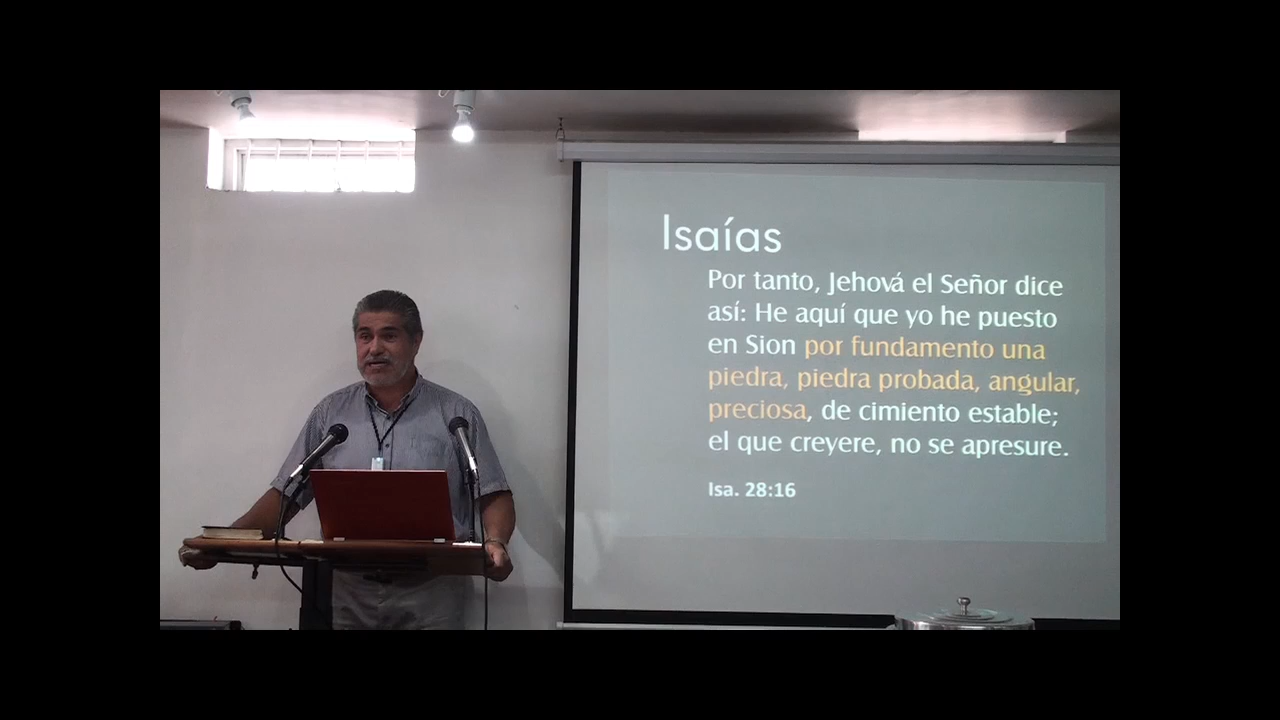 Isaías
Por tanto, Jehová el Señor dice
así: He aquí que yo he puesto
en Sion por fundamento una
piedra, piedra probada, angular,
preciosa, de cimiento estable;
el que creyere, no se apresure.
Isa. 28:16